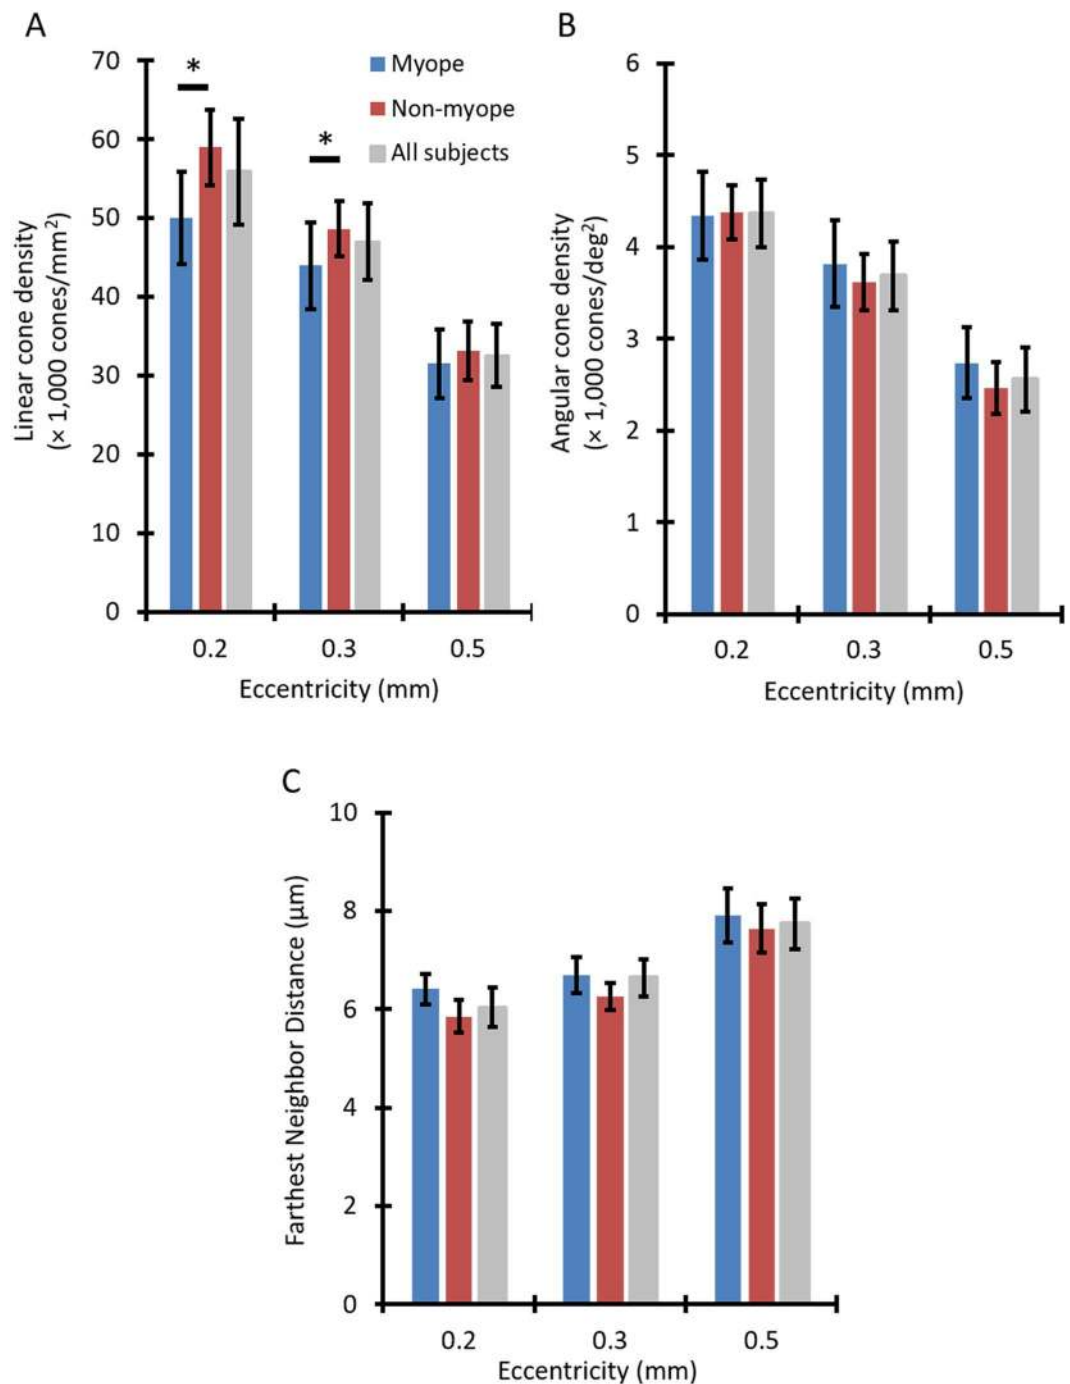 A
70
60
50
40
30
20
10
0
Linear cone density
(× 1,000 cones/mm²)
*
*
Myope
Non-myope
All subjects
0.2 0.3 0.5
Eccentricity (mm)
B
6
5
4
3
2
1
0
Angular cone density
(× 1,000 cones/deg²)
0.2 0.3 0.5
Eccentricity (mm)
C
10
8
6
4
2
0
Farthest Neighbor Distance (µm)
0.2 0.3 0.5
Eccentricity (mm)